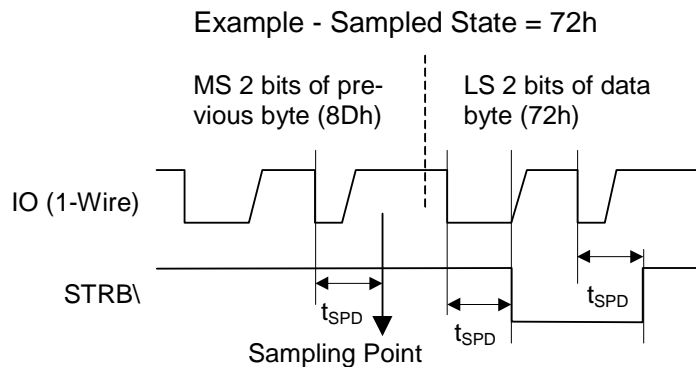 Example - Sampled State = 72h
MS 2 bits of pre-
vious byte (8Dh)
LS 2 bits of data
byte (72h)
IO (1-Wire)
STRB\
tSPD
tSPD
tSPD
Sampling Point